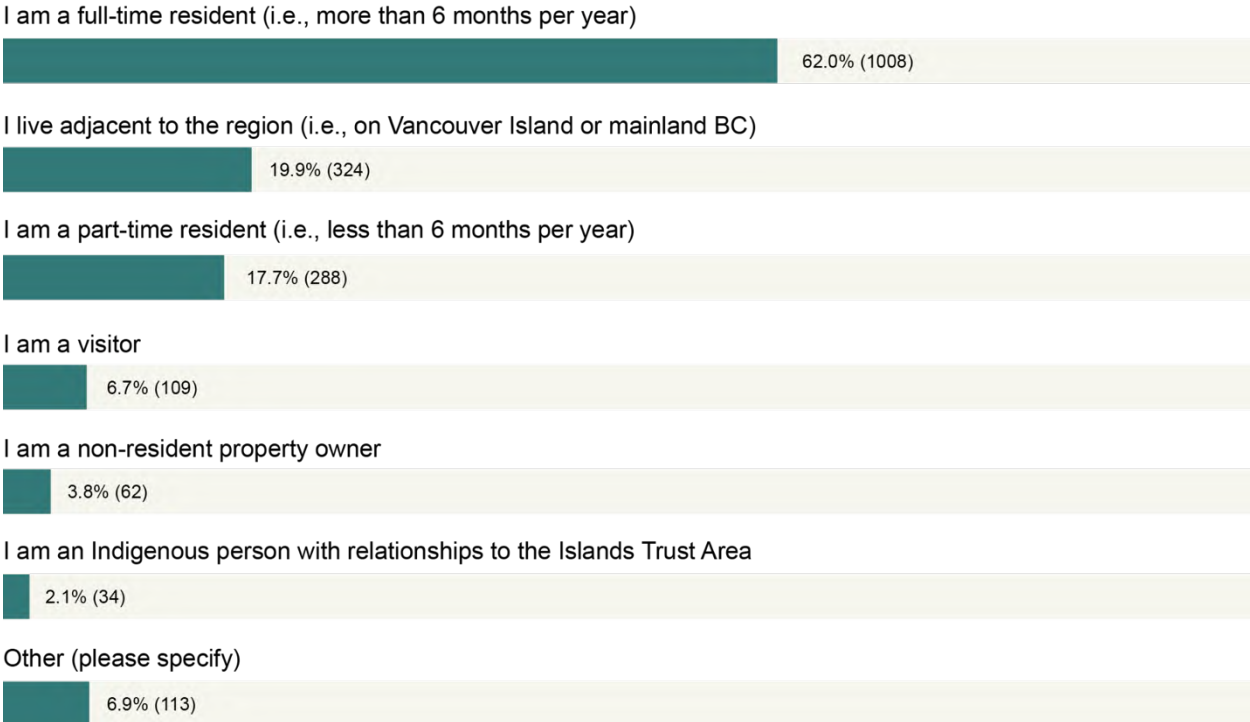 I am a full-time resident (i.e., more than 6 months per year)
62.0% (1008)
I live adjacent to the region (i.e., on Vancouver Island or mainland BC)
19.9% (324)
I am a part-time resident (i.e., less than 6 months per year)
17.7% (288)
I am a visitor
6.7% (109)
I am a non-resident property owner
3.8% (62)
I am an Indigenous person with relationships to the Islands Trust Area
2.1% (34)
Other (please specify)
6.9% (113)